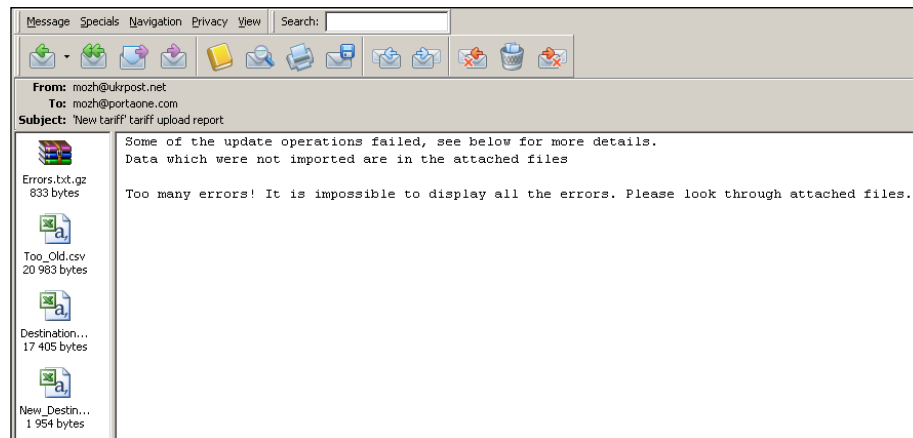 Message Specials Navigation Privacy View Search:
From: mozh@ukrpost.net
To: mozh@portaone.com
Subject: 'New tariff' tariff upload report
Errors.txt.gz
833 bytes
Too_Old.csv
20 983 bytes
Destination...
17 405 bytes
New_Destin...
1 954 bytes
Some of the update operations failed, see below for more details.
Data which were not imported are in the attached files
Too many errors! It is impossible to display all the errors. Please look through attached files.